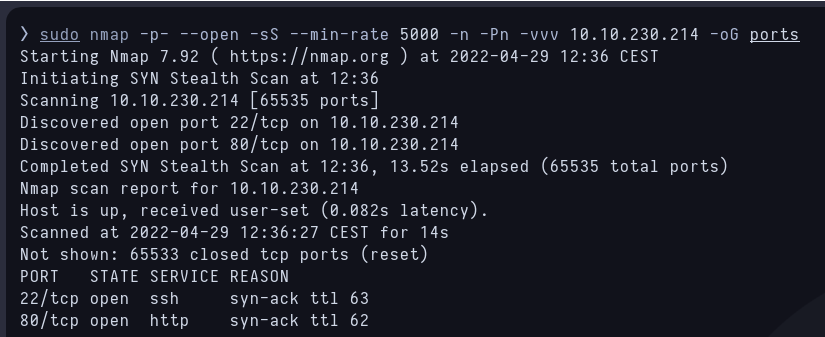 ❯ sudo nmap -p- --open -sS --min-rate 5000 -n -Pn -vvv 10.10.230.214 -oG ports
Starting Nmap 7.92 ( https://nmap.org ) at 2022-04-29 12:36 CEST
Initiating SYN Stealth Scan at 12:36
Scanning 10.10.230.214 [65535 ports]
Discovered open port 22/tcp on 10.10.230.214
Discovered open port 80/tcp on 10.10.230.214
Completed SYN Stealth Scan at 12:36, 13.52s elapsed (65535 total ports)
Nmap scan report for 10.10.230.214
Host is up, received user-set (0.082s latency).
Scanned at 2022-04-29 12:36:27 CEST for 14s
Not shown: 65533 closed tcp ports (reset)
PORT   STATE SERVICE REASON
22/tcp open  ssh     syn-ack ttl 63
80/tcp open  http    syn-ack ttl 62